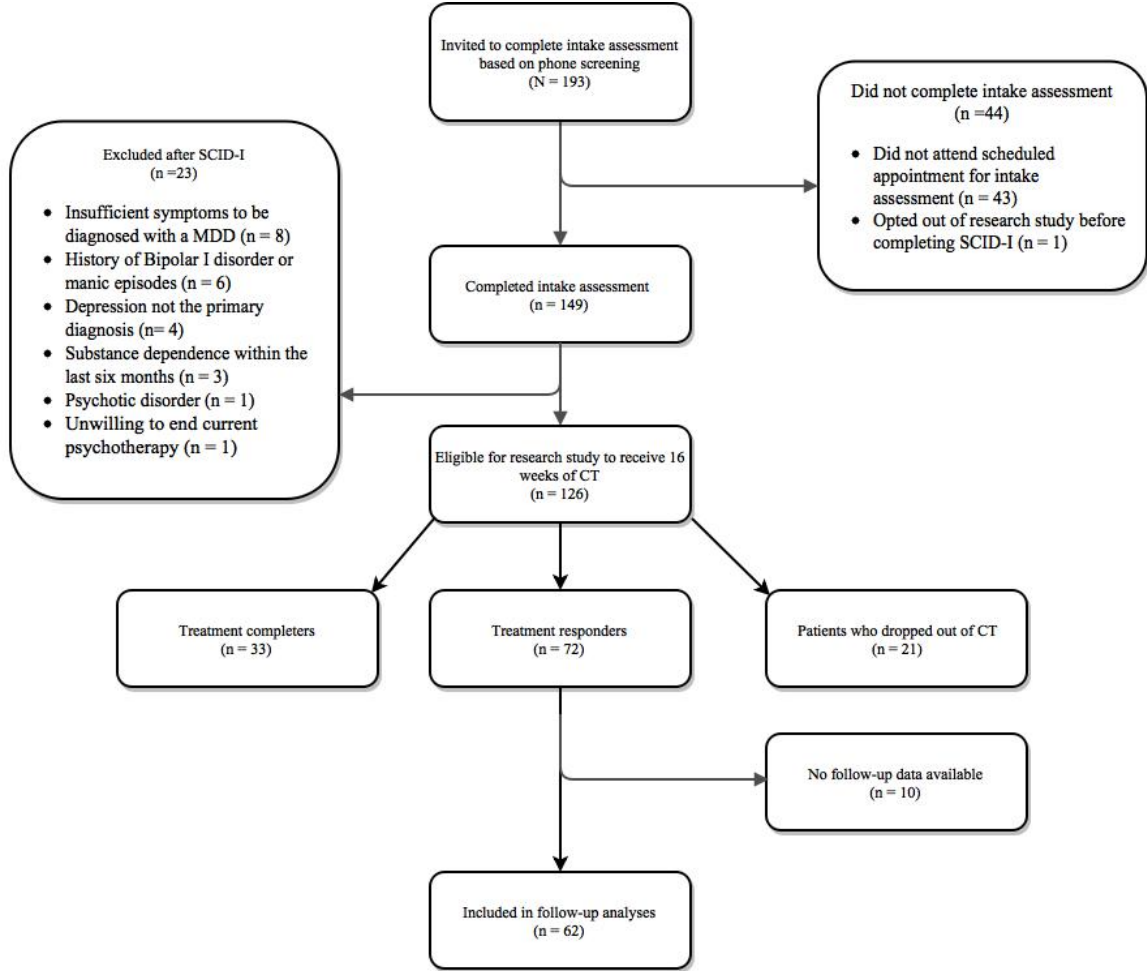 Invited to complete intake assessment
based on phone screening
(N = 193)
Did not complete intake assessment
(n =44)
• Did not attend scheduled
appointment for intake
assessment (n = 43)
• Opted out of research study before
completing SCID-I (n = 1)
Excluded after SCID-I
(n =23)
• Insufficient symptoms to be
diagnosed with a MDD (n = 8)
• History of Bipolar I disorder or
manic episodes (n = 6)
• Depression not the primary
diagnosis (n= 4)
• Substance dependence within the
last six months (n = 3)
• Psychotic disorder (n = 1)
• Unwilling to end current
psychotherapy (n = 1)
Completed intake assessment
(n = 149)
Eligible for research study to receive 16
weeks of CT
(n = 126)
Treatment completers
(n = 33)
Treatment responders
(n = 72)
Patients who dropped out of CT
(n = 21)
No follow-up data available
(n = 10)
Included in follow-up analyses
(n = 62)